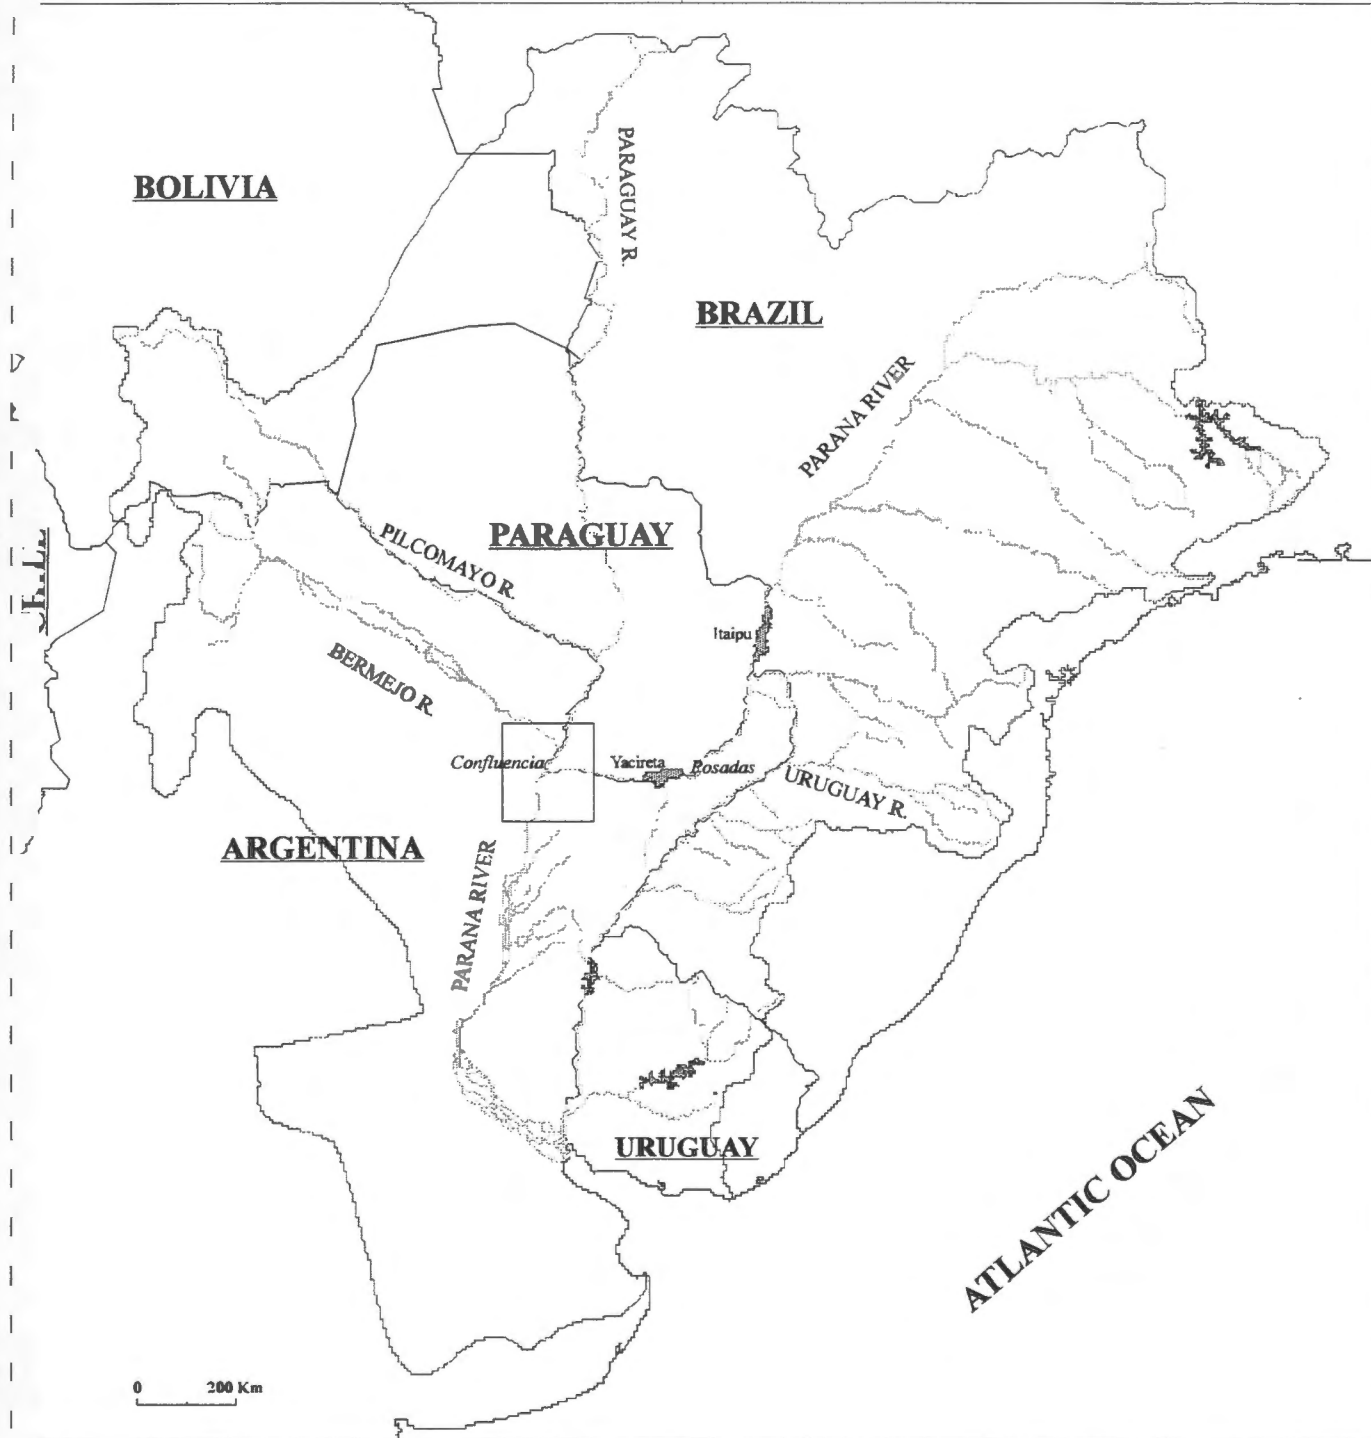 PARAGUAY R.
BOLIVIA
BRAZIL
PARANA RIVER
PILCOMAYO R.
PARAGUAY
Itaipu
BERMEJO R.
Confluencia
Yacireta
Posadas
URUGUAY R.
ARGENTINA
PARANA RIVER
URUGUAY
ATLANTIC OCEAN
0 200 Km